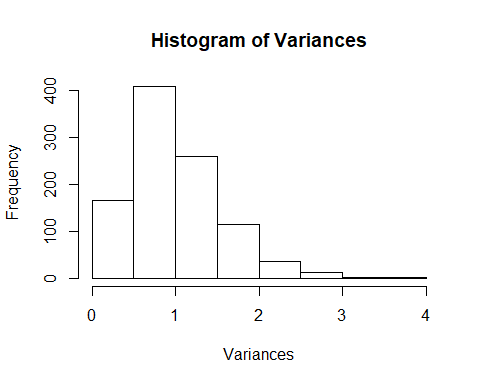 Histogram of Variances
Frequency
400
300
200
100
0
0 1 2 3 4
Variances